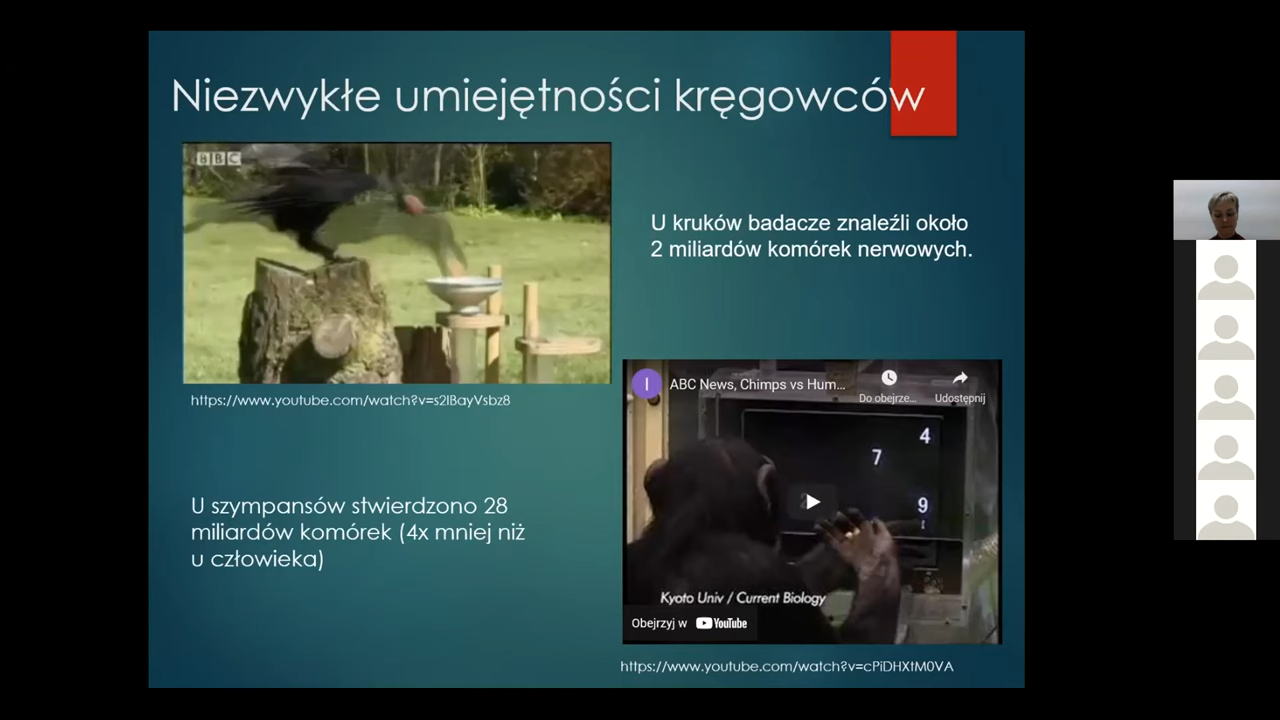 Niezwykłe umiejętności kręgowców
BBC
U kruków badacze znaleźli około
2 miliardów komórek nerwowych.
https://www.youtube.com/watch?v=s2IBayVsbz8
ABC News, Chimps vs Hum...
Do obejrze...
Udostępnij
4
7
9
U szympansów stwierdzono 28
miliardów komórek (4x mniej niż
u człowieka)
Kyoto Univ / Current Biology
Obejrzyj w YouTube
https://www.youtube.com/watch?v=cPiDHXtM0VA